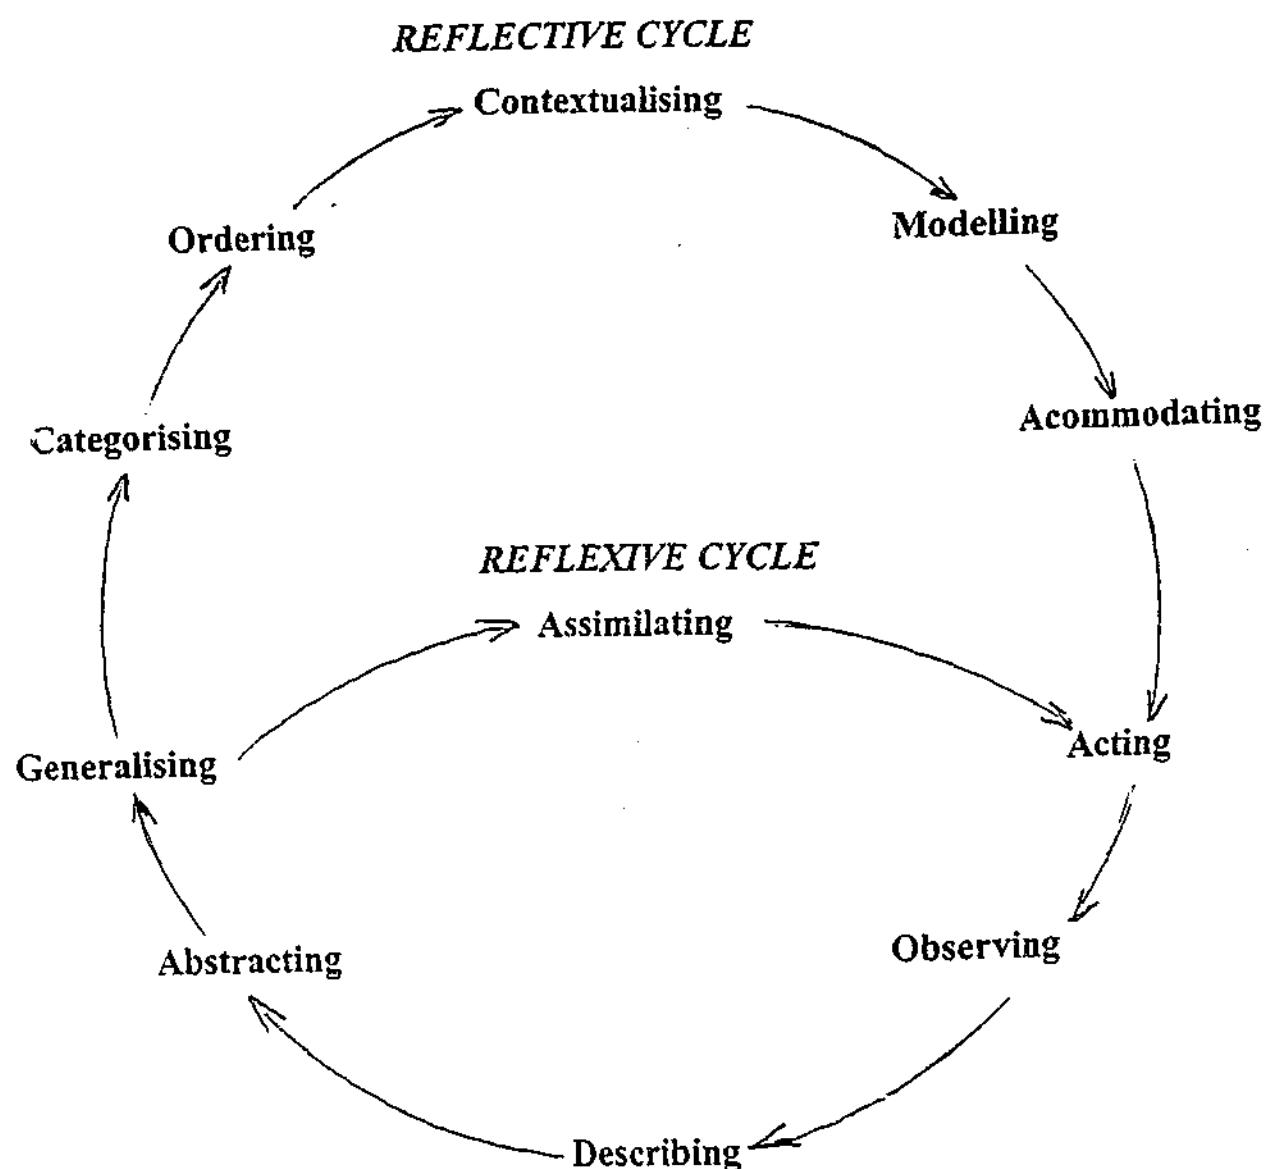 REFLECTIVE CYCLE
Contextualising
Modelling
Ordering
Acommodating
Categorising
REFLEXIVE CYCLE
Assimilating
Acting
Generalising
Observing
Abstracting
Describing